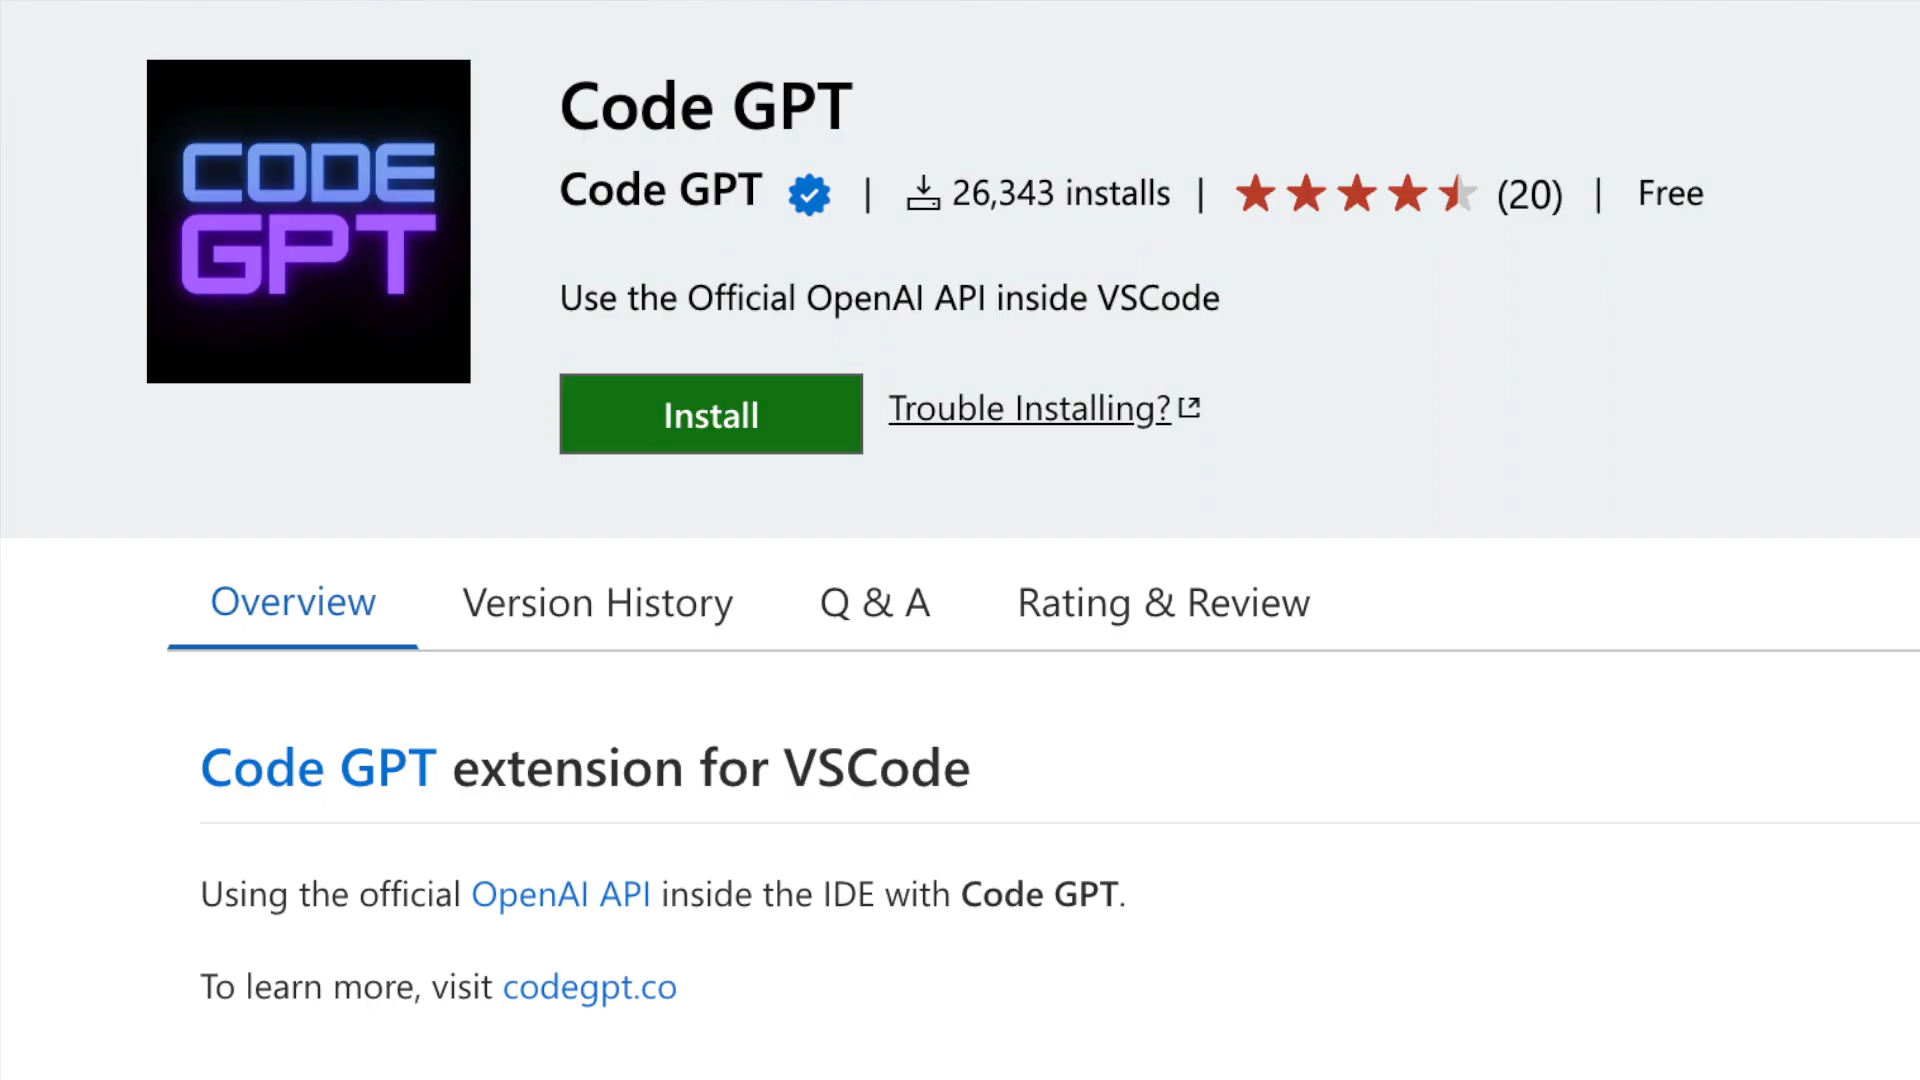 CODE
GPT
Code GPT
Code GPT | 26,343 installs | (20) | Free
Use the Official OpenAI API inside VSCode
Install Trouble Installing?
Overview Version History Q & A Rating & Review
Code GPT extension for VSCode
Using the official OpenAI API inside the IDE with Code GPT.
To learn more, visit codegpt.co